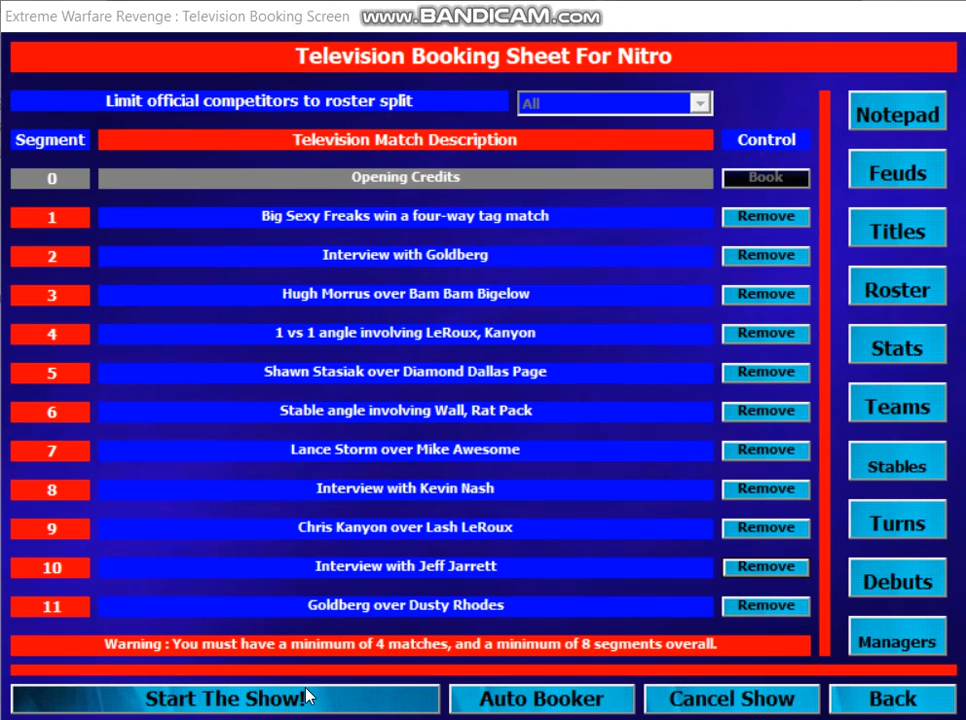 Extreme Warfare Revenge : Television Booking Screen
www.BANDICAM.com
Television Booking Sheet For Nitro
Limit official competitors to roster split All
Segment Television Match Description Control
0 Opening Credits Book
1 Big Sexy Freaks win a four-way tag match Remove
2 Interview with Goldberg Remove
3 Hugh Morrus over Bam Bam Bigelow Remove
4 1 vs 1 angle involving LeRoux, Kanyon Remove
5 Shawn Stasiak over Diamond Dallas Page Remove
6 Stable angle involving Wall, Rat Pack Remove
7 Lance Storm over Mike Awesome Remove
8 Interview with Kevin Nash Remove
9 Chris Kanyon over Lash LeRoux Remove
10 Interview with Jeff Jarrett Remove
11 Goldberg over Dusty Rhodes Remove
Warning : You must have a minimum of 4 matches, and a minimum of 8 segments overall.
Notepad
Feuds
Titles
Roster
Stats
Teams
Stables
Turns
Debuts
Managers
Start The Show! Auto Booker Cancel Show Back